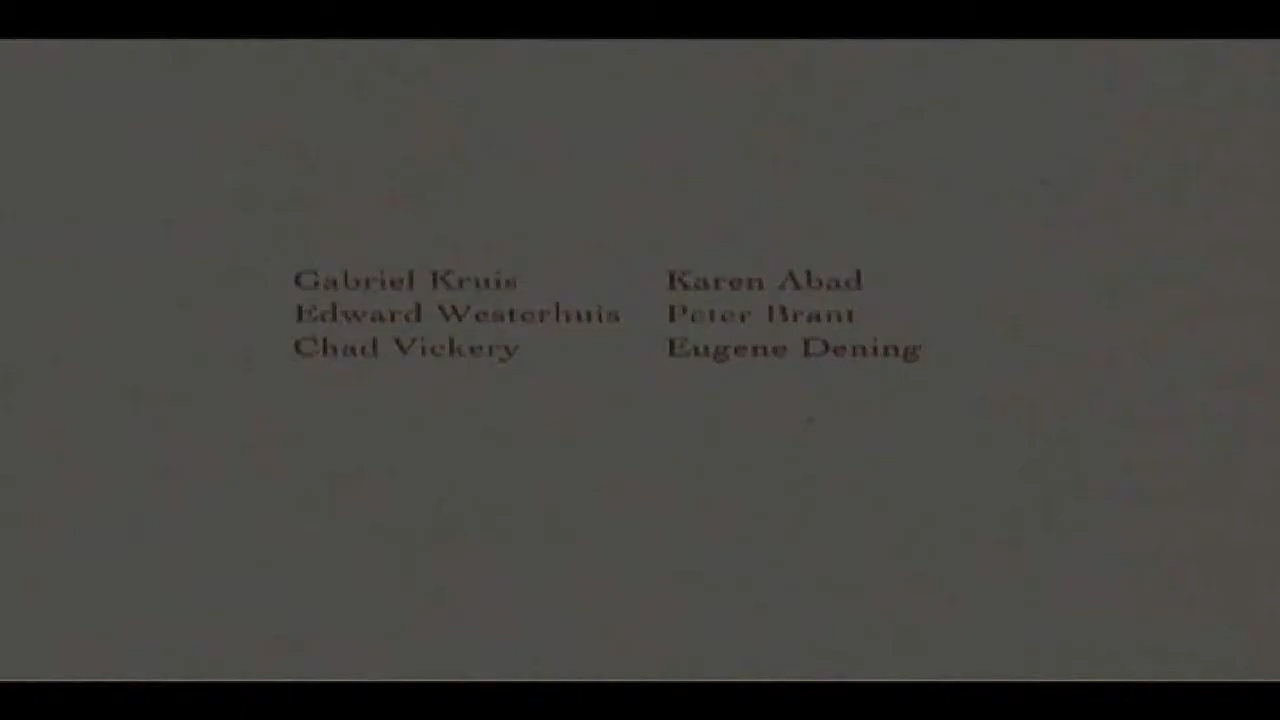 Gabriel Kruis Karen Abad
Edward Westerhuis Peter Brant
Chad Vickery Eugene Dening